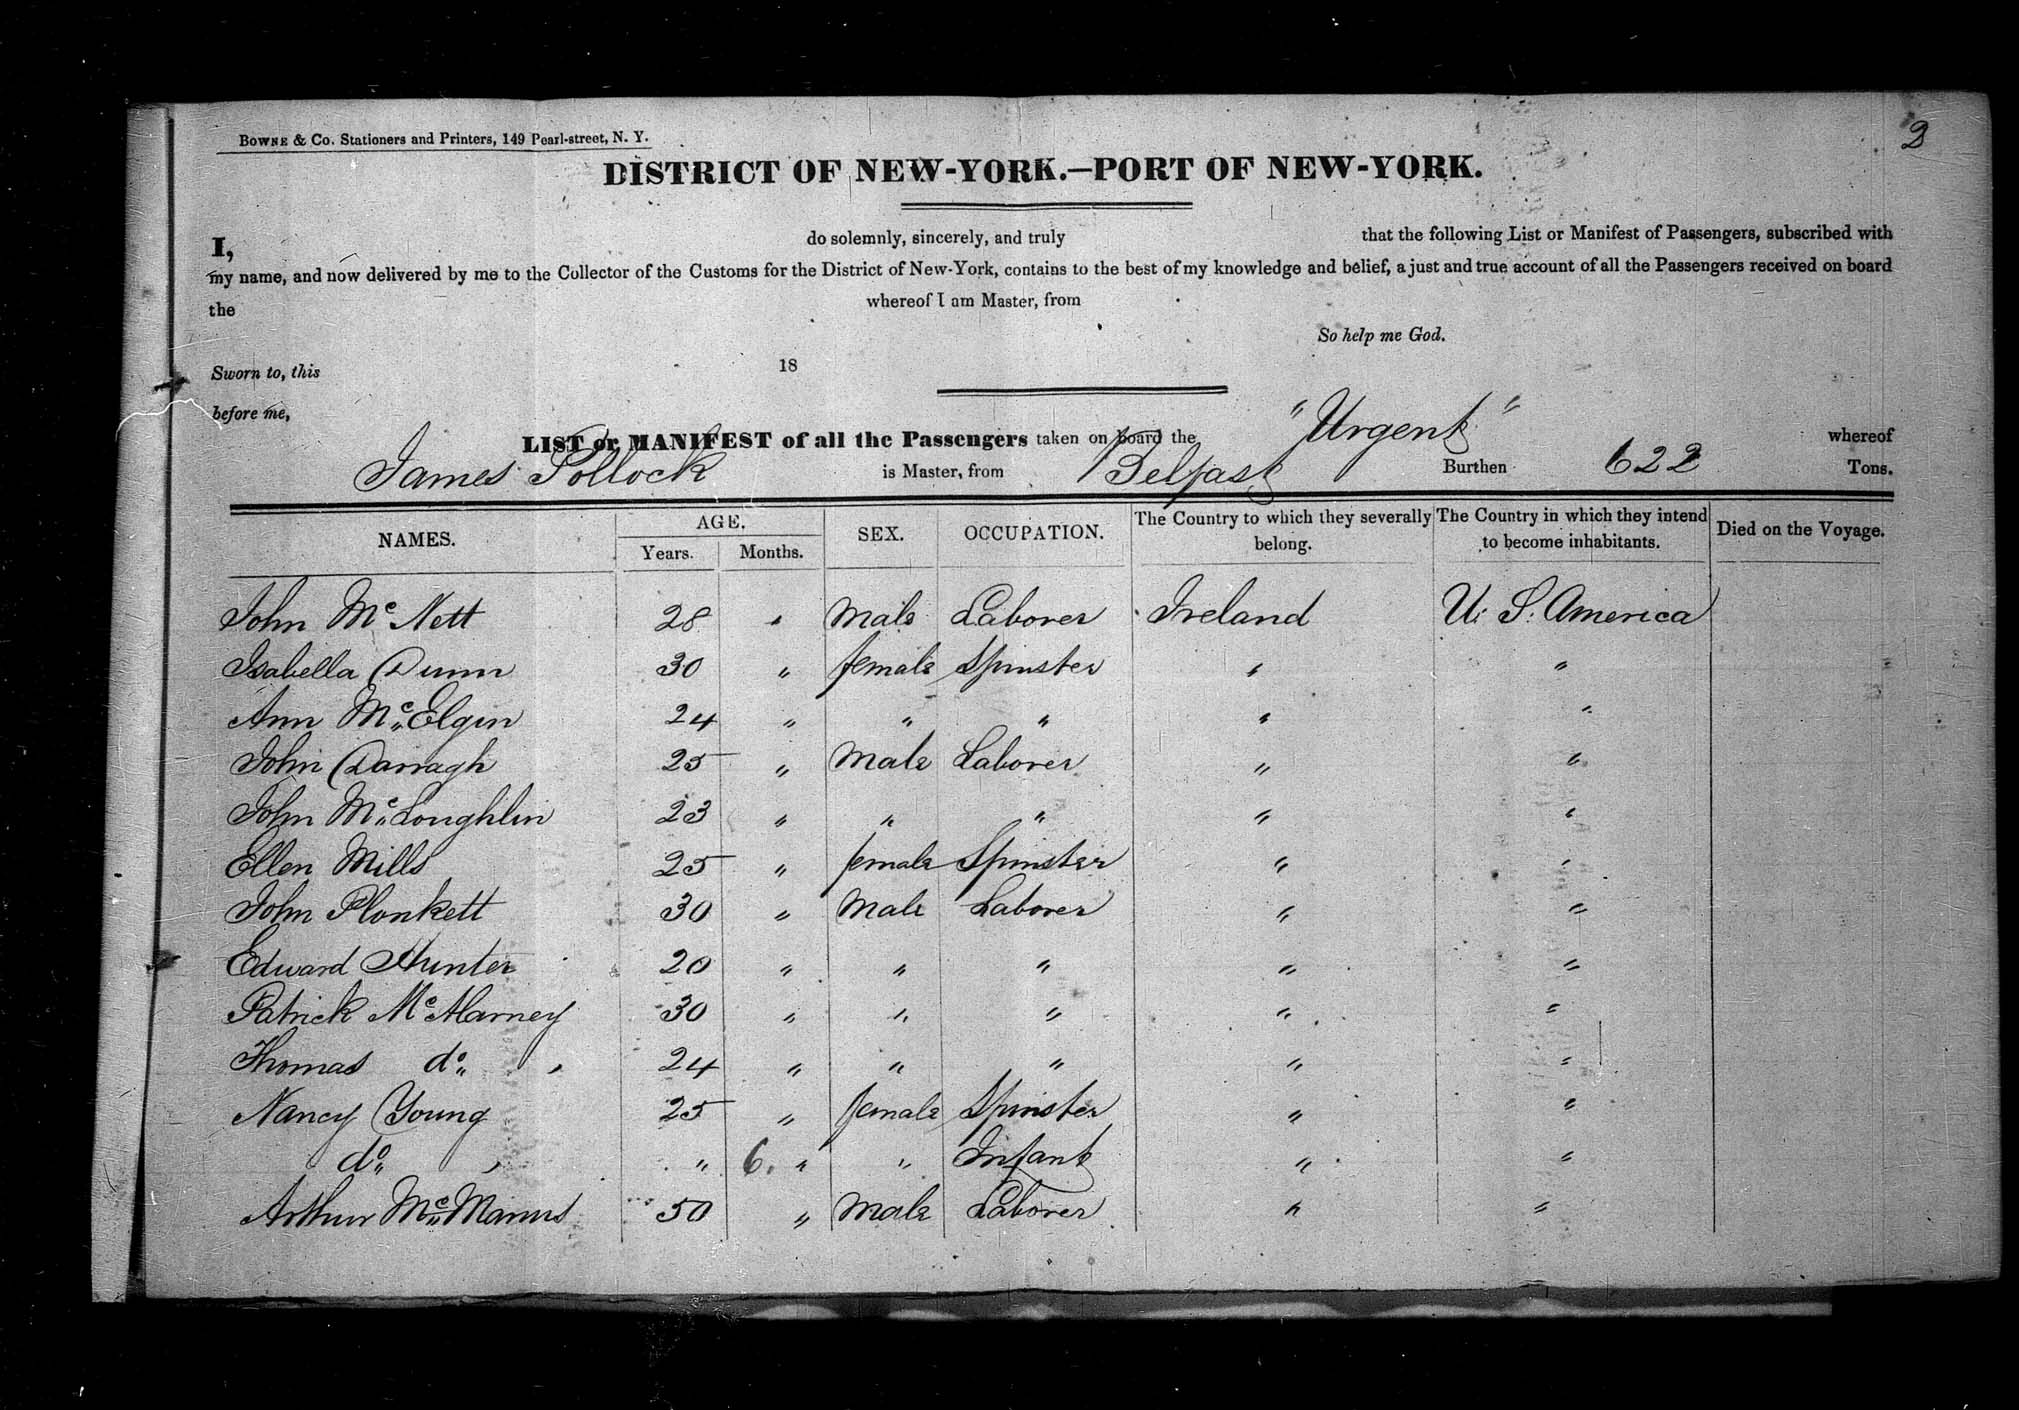 2
BOWNE & Co. Stationers and Printers, 149 Pearl-street, N. Y.
DISTRICT OF NEW-YORK.—PORT OF NEW-YORK.
I, do solemnly, sincerely, and truly that the following List or Manifest of Passengers, subscribed with
my name, and now delivered by me to the Collector of the Customs for the District of New-York, contains to the best of my knowledge and belief, a just and true account of all the Passengers received on board
the whereof I am Master, from
So help me God.
Sworn to, this 18
before me,
LIST or MANIFEST of all the Passengers taken on board the "Urgent" whereof
James Pollock is Master, from Belfast Burthen 622 Tons.
NAMES. AGE. Years. Months. SEX. OCCUPATION. The Country to which they severally belong. The Country in which they intend to become inhabitants. Died on the Voyage.
John McNett 28 " Male Laborer Ireland U. S. America
Isabella Dunn 30 " female Spinster " "
Ann McElgin 24 " " " " "
John Darragh 25 " Male Laborer " "
John McLoughlin 23 " " " " "
Ellen Mills 25 " female Spinster " "
John Plonkett 30 " Male Laborer " "
Edward Hunter 20 " " " " "
Patrick McAlarney 30 " " " " "
Thomas do " 24 " " " " "
Nancy Young 25 " female Spinster " "
do " " 6. " " Infant " "
Arthur McManus 50 " Male Laborer " "